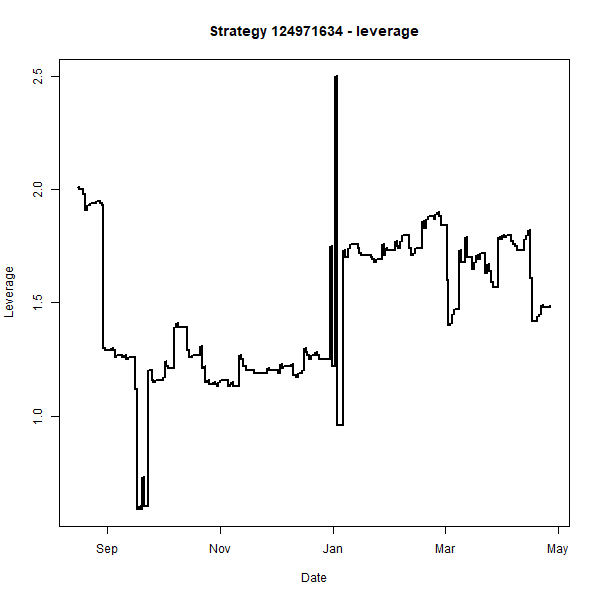 Strategy 124971634 - leverage
2.5
2.0
1.5
1.0
Leverage
Sep Nov Jan Mar May
Date